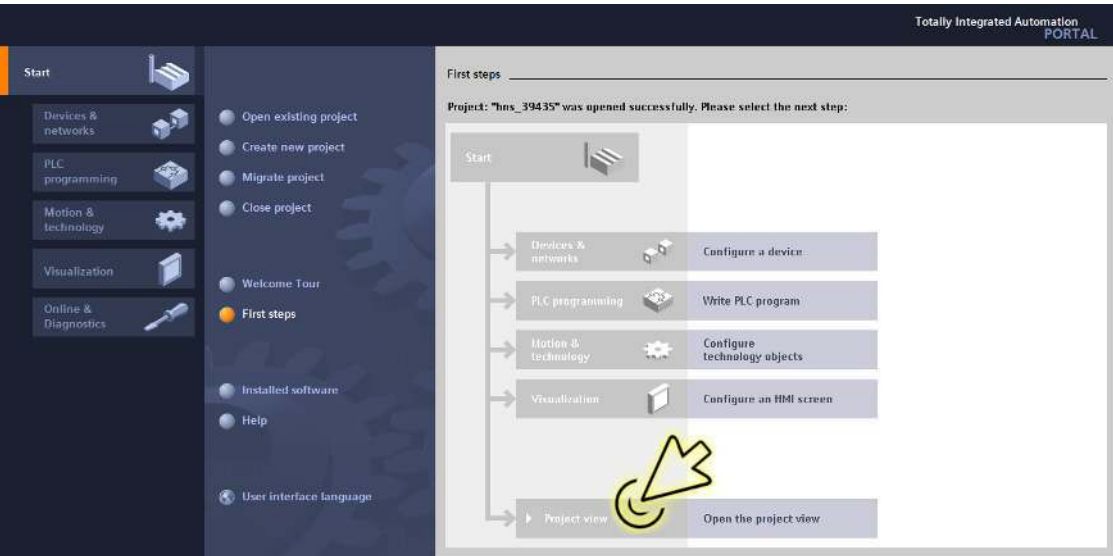 Totally Integrated Automation
PORTAL
Start
Devices &
networks
PLC
programming
Motion &
technology
Visualization
Online &
Diagnostics
Open existing project
Create new project
Migrate project
Close project
Welcome Tour
First steps
Installed software
Help
User interface language
First steps
Project: "hns_39435" was opened successfully. Please select the next step:
Start
Devices &
networks
Configure a device
PLC programming
Write PLC program
Motion &
technology
Configure
technology objects
Visualization
Configure an HMI screen
Project view
Open the project view